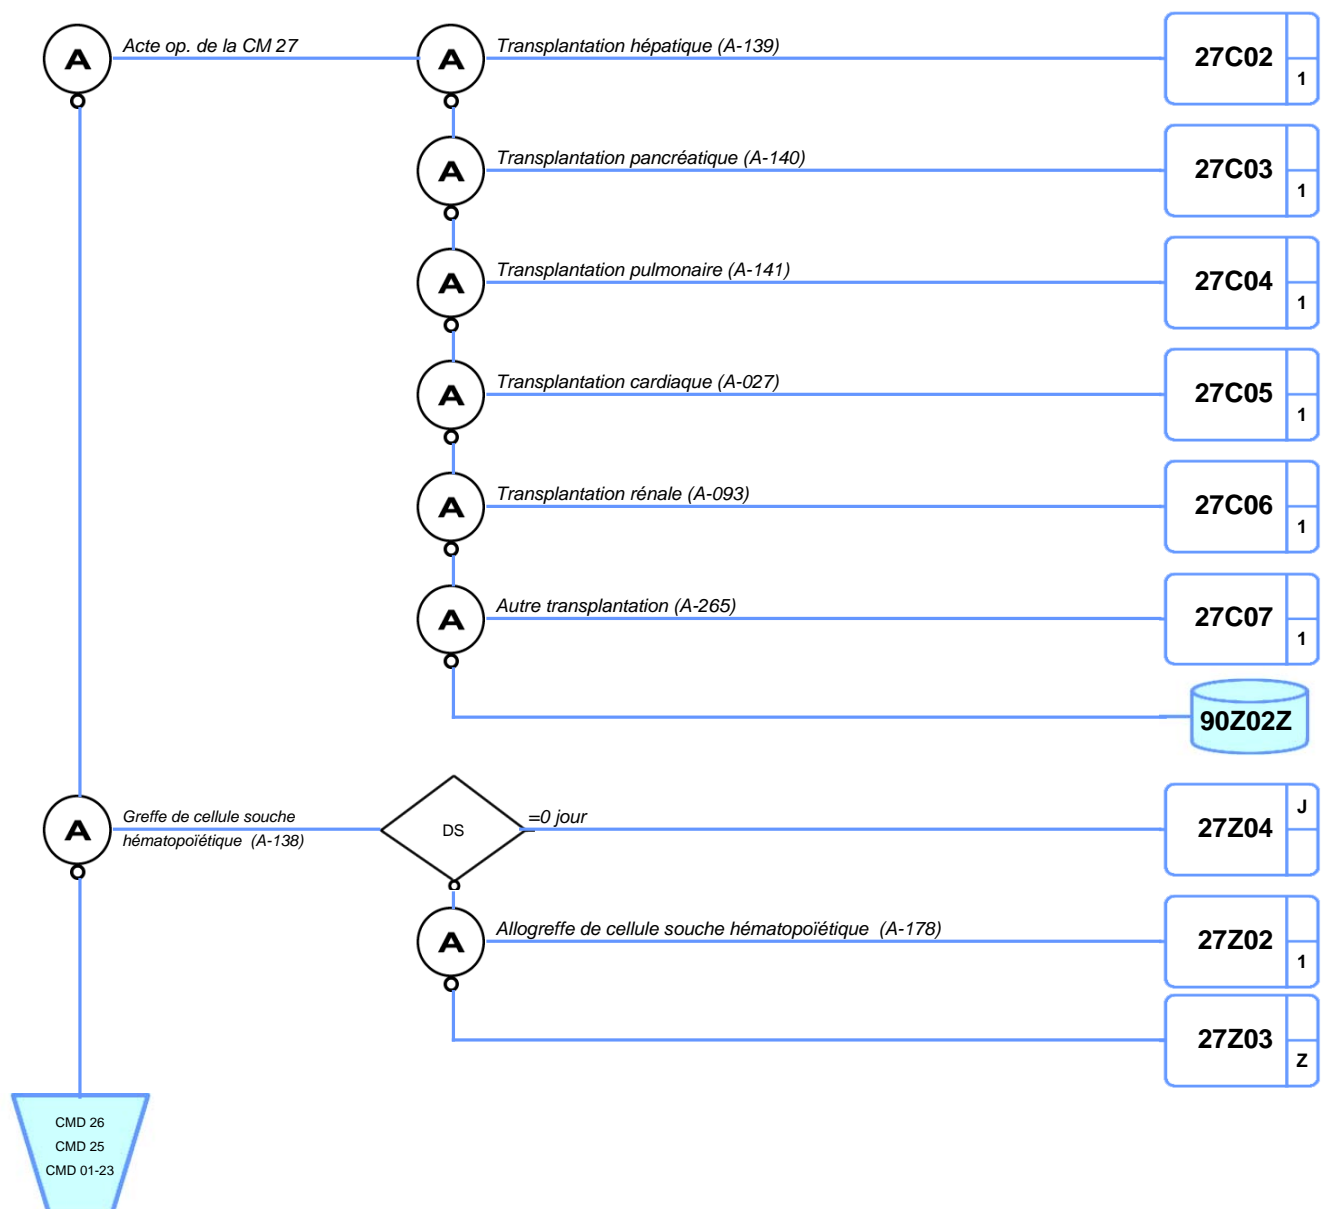 A
Acte op. de la CM 27
A
Transplantation hépatique (A-139)
27C02
1
A
Transplantation pancréatique (A-140)
27C03
1
A
Transplantation pulmonaire (A-141)
27C04
1
A
Transplantation cardiaque (A-027)
27C05
1
A
Transplantation rénale (A-093)
27C06
1
A
Autre transplantation (A-265)
27C07
1
90Z02Z
A
Greffe de cellule souche
hématopoïétique (A-138)
DS
=0 jour
27Z04
J
A
Allogreffe de cellule souche hématopoïétique (A-178)
27Z02
1
27Z03
Z
CMD 26
CMD 25
CMD 01-23